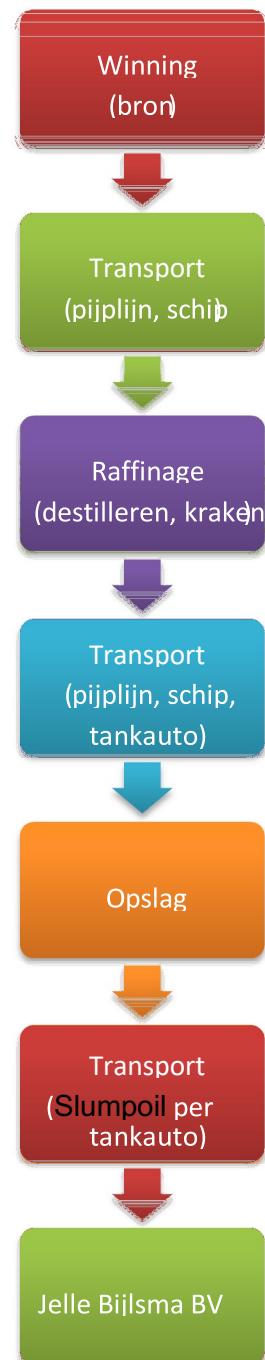 Winning
(bron)
Transport
(pijplijn, schip)
Raffinage
(destilleren, kraken)
Transport
(pijplijn, schip,
tankauto)
Opslag
Transport
(Slumpoil per
tankauto)
Jelle Bijlsma BV